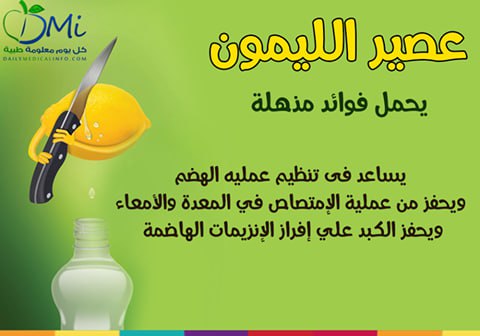 DMi
كل يوم معلومة طبية
DAILYMEDICALINFO.COM
عصير الليمون
يحمل فوائد مذهلة
يساعد فى تنظيم عمليه الهضم
ويحفز من عملية الإمتصاص في المعدة والأمعاء
ويحفز الكبد علي إفراز الإنزيمات الهاضمة